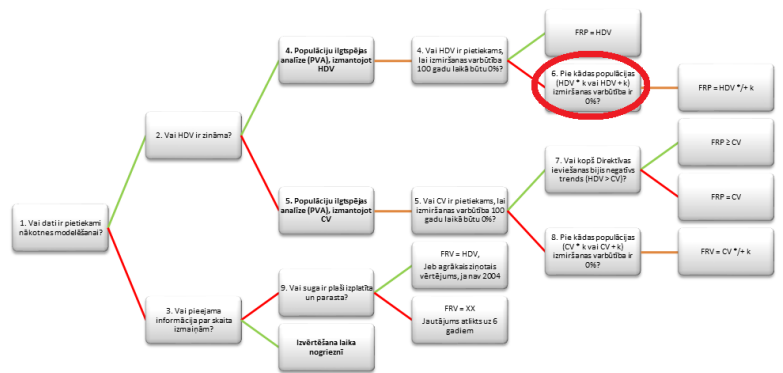 1. Vai dati ir pietiekami
nākotnes modelēšanai?
2. Vai HDV ir zināma?
3. Vai pieejama
informācija par skaita
izmaiņām?
4. Populāciju ilgtspējas
analīze (PVA), izmantojot
HDV
5. Populāciju ilgtspējas
analīze (PVA), izmantojot
CV
9. Vai suga ir plaši izplatīta
un parasta?
Izvērtēšana laika
nogrieznī
4. Vai HDV ir pietiekams,
lai izmiršanas varbūtība
100 gadu laikā būtu 0%?
5. Vai CV ir pietiekams, lai
izmiršanas varbūtība 100
gadu laikā būtu 0%?
FRV = HDV,
Jeb agrākais ziņotais
vērtējums, ja nav 2004
FRV = XX
Jautājums atlikts uz 6
gadiem
FRP = HDV
6. Pie kādas populācijas
(HDV * k vai HDV + k)
izmiršanas varbūtība ir
0%?
7. Vai kopš Direktīvas
ieviešanas bijis negatīvs
trends (HDV > CV)?
8. Pie kādas populācijas
(CV * k vai CV + k)
izmiršanas varbūtība ir
0%?
FRP = HDV */+ k
FRP ≥ CV
FRP = CV
FRV = CV */+ k